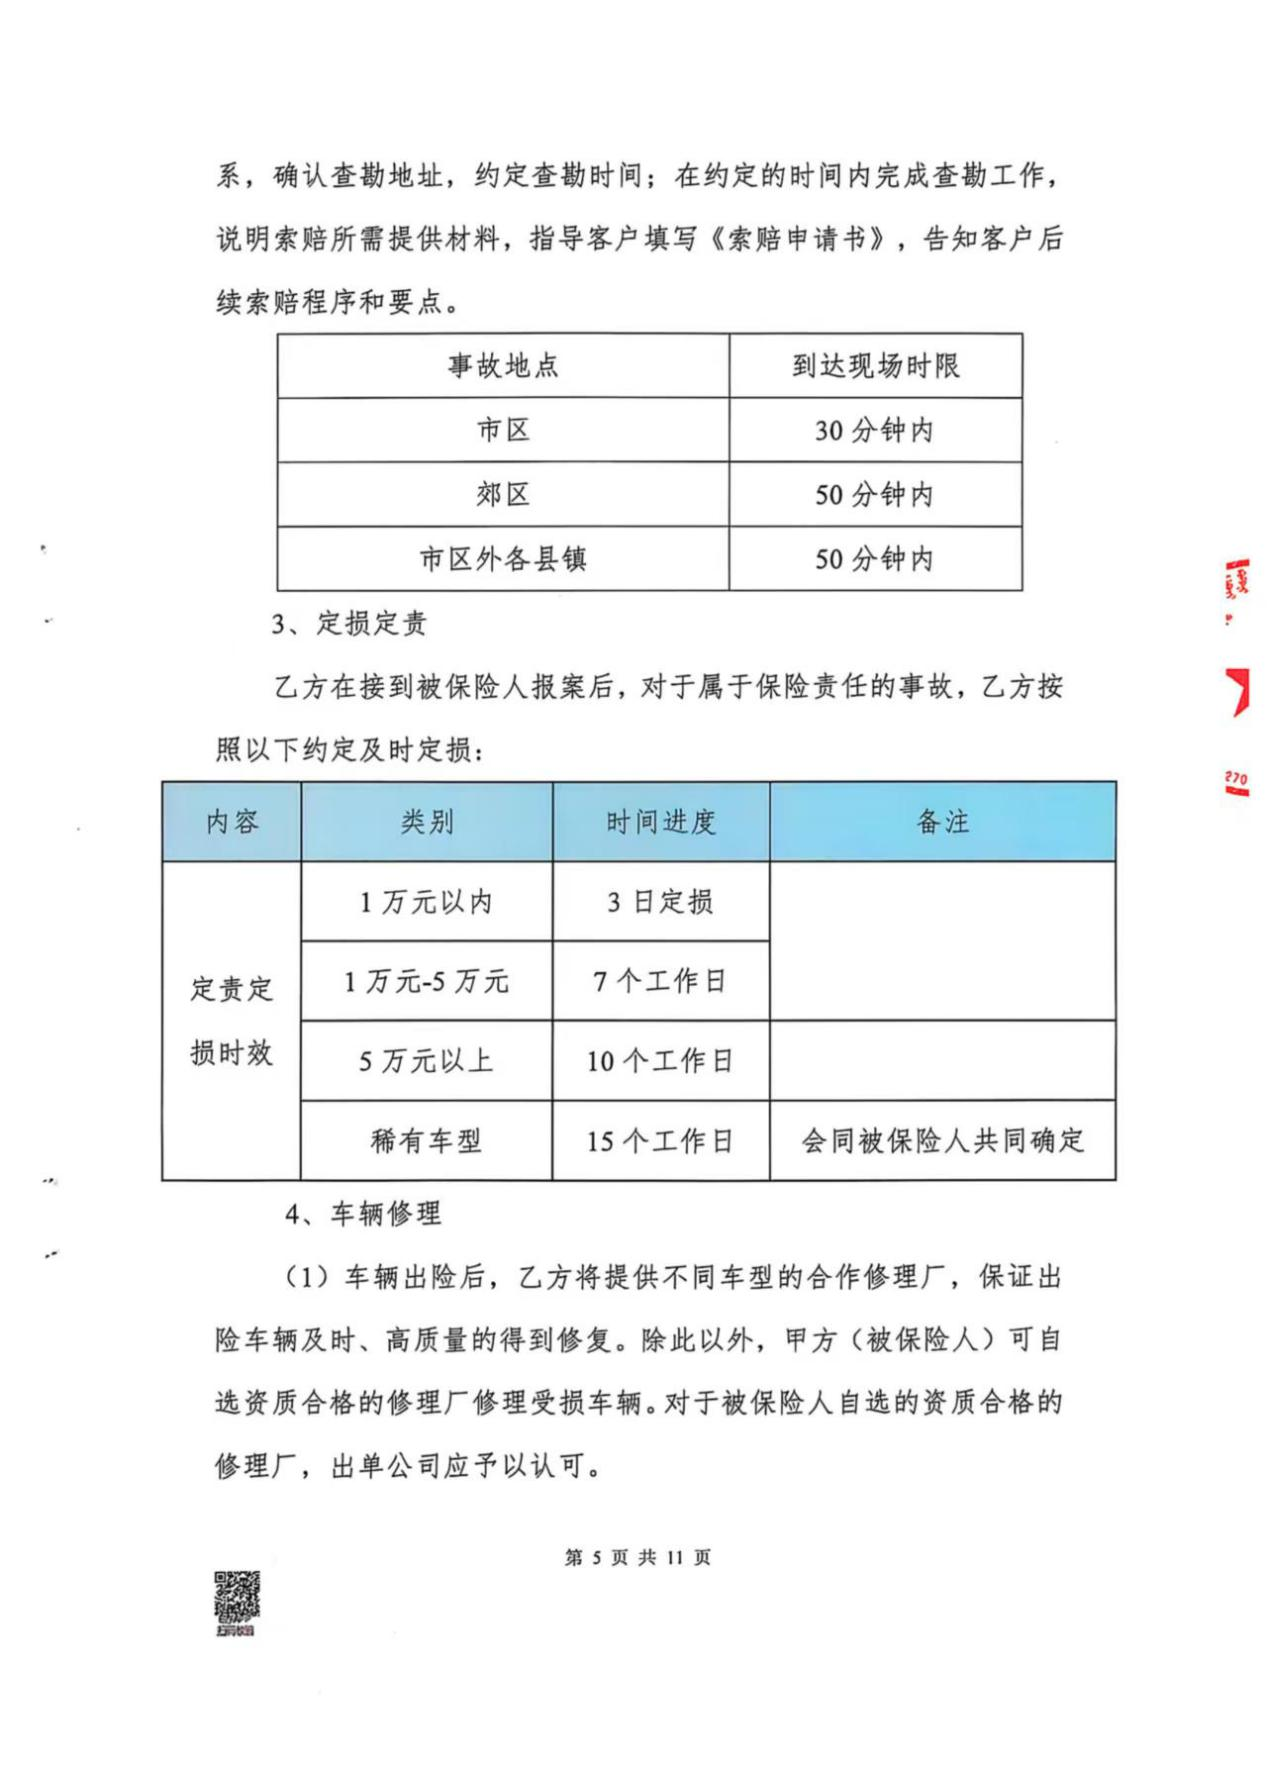 系，确认查勘地址，约定查勘时间；在约定的时间内完成查勘工作，
说明索赔所需提供材料，指导客户填写《索赔申请书》，告知客户后
续索赔程序和要点。
事故地点 到达现场时限
市区 30 分钟内
郊区 50 分钟内
市区外各县镇 50 分钟内
3、定损定责
乙方在接到被保险人报案后，对于属于保险责任的事故，乙方按
照以下约定及时定损：
内容 类别 时间进度 备注
定责定
损时效
1 万元以内 3 日定损
1 万元-5 万元 7 个工作日
5 万元以上 10 个工作日
稀有车型 15 个工作日 会同被保险人共同确定
4、车辆修理
（1）车辆出险后，乙方将提供不同车型的合作修理厂，保证出
险车辆及时、高质量的得到修复。除此以外，甲方（被保险人）可自
选资质合格的修理厂修理受损车辆。对于被保险人自选的资质合格的
修理厂，出单公司应予以认可。
第 5 页 共 11 页
270